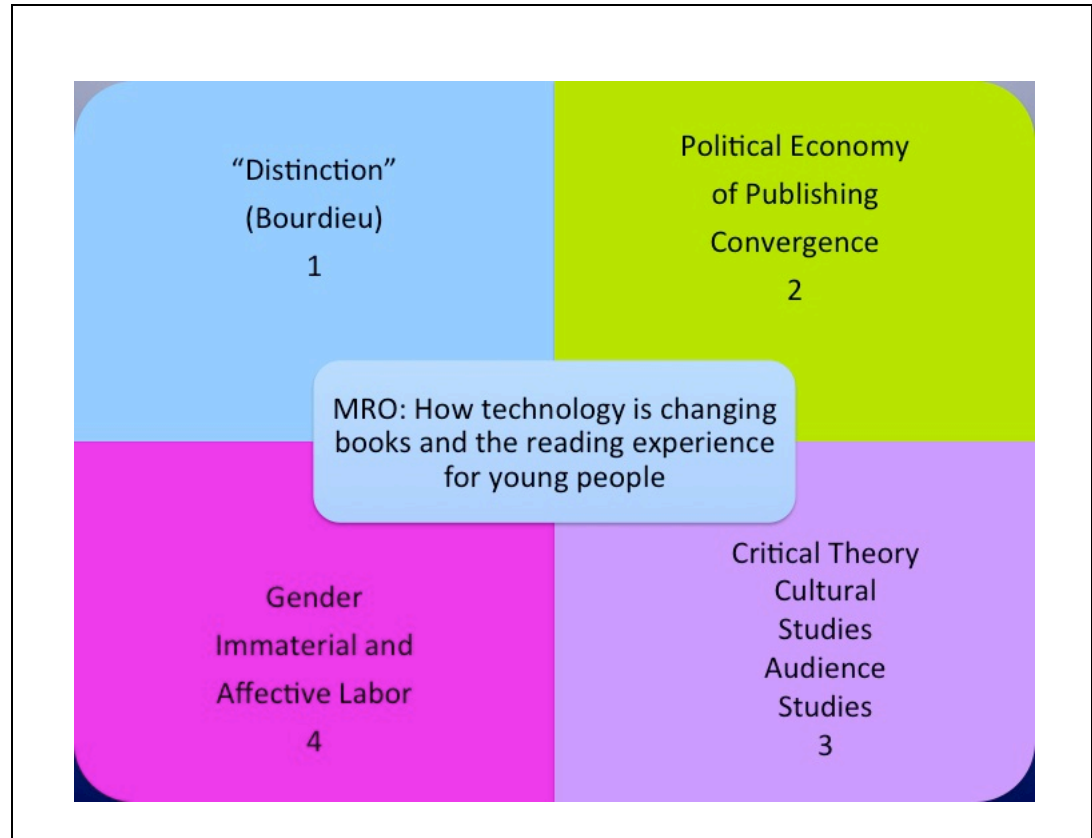 “Distinction”
(Bourdieu)
1
Political Economy
of Publishing
Convergence
2
MRO: How technology is changing
books and the reading experience
for young people
Gender
Immaterial and
Affective Labor
4
Critical Theory
Cultural
Studies
Audience
Studies
3